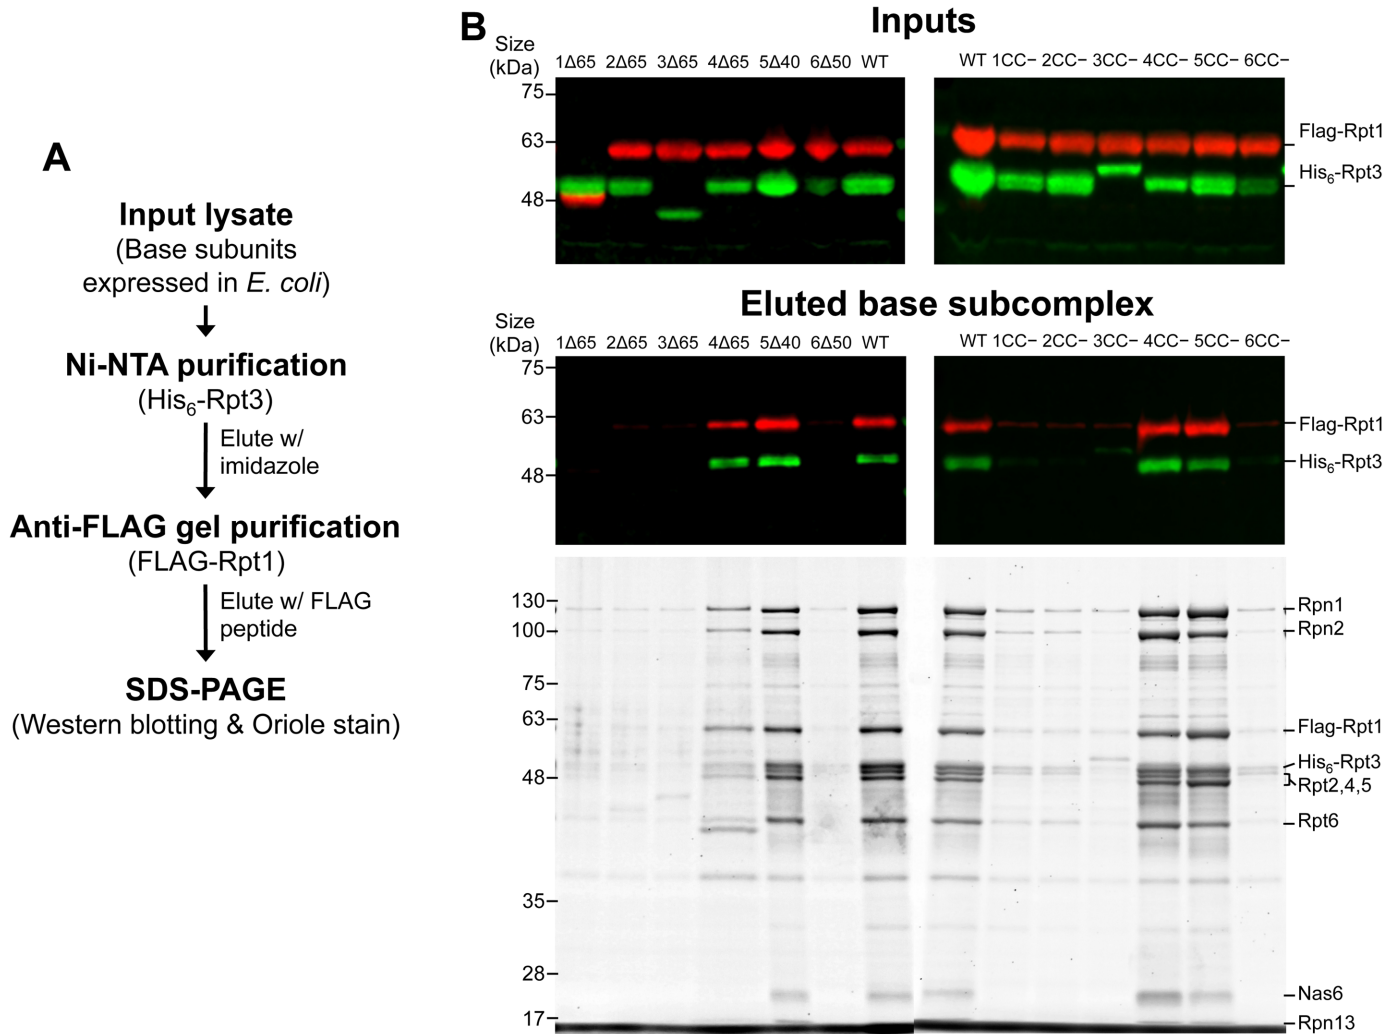 A
Input lysate
(Base subunits
expressed in E. coli)
Ni-NTA purification
(His6-Rpt3)
Elute w/
imidazole
Anti-FLAG gel purification
(FLAG-Rpt1)
Elute w/ FLAG
peptide
SDS-PAGE
(Western blotting & Oriole stain)
B
Inputs
Size
(kDa)
1Δ65 2Δ65 3Δ65 4Δ65 5Δ40 6Δ50 WT
WT 1CC− 2CC− 3CC− 4CC− 5CC− 6CC−
75
63
48
Flag-Rpt1
His6-Rpt3
Eluted base subcomplex
Size
(kDa)
1Δ65 2Δ65 3Δ65 4Δ65 5Δ40 6Δ50 WT
WT 1CC− 2CC− 3CC− 4CC− 5CC− 6CC−
75
63
48
Flag-Rpt1
His6-Rpt3
130
100
75
63
48
35
28
17
Rpn1
Rpn2
Flag-Rpt1
His6-Rpt3
Rpt2,4,5
Rpt6
Nas6
Rpn13